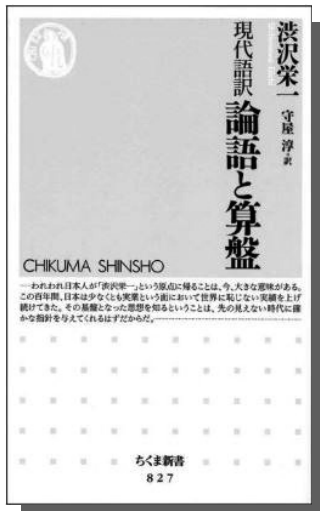 渋沢栄一
守屋 淳・訳
現代語訳
論語と算盤
CHIKUMA SHINSHO
──われわれ日本人が「渋沢栄一」という原点に帰ることは、今、大きな意味がある。
この百年間、日本は少なくとも実業という面において世界に恥じない実績を上げ
続けてきた。その基盤となった思想を知るということは、先の見えない時代に確
かな指針を与えてくれるはずだからだ。
ちくま新書
827